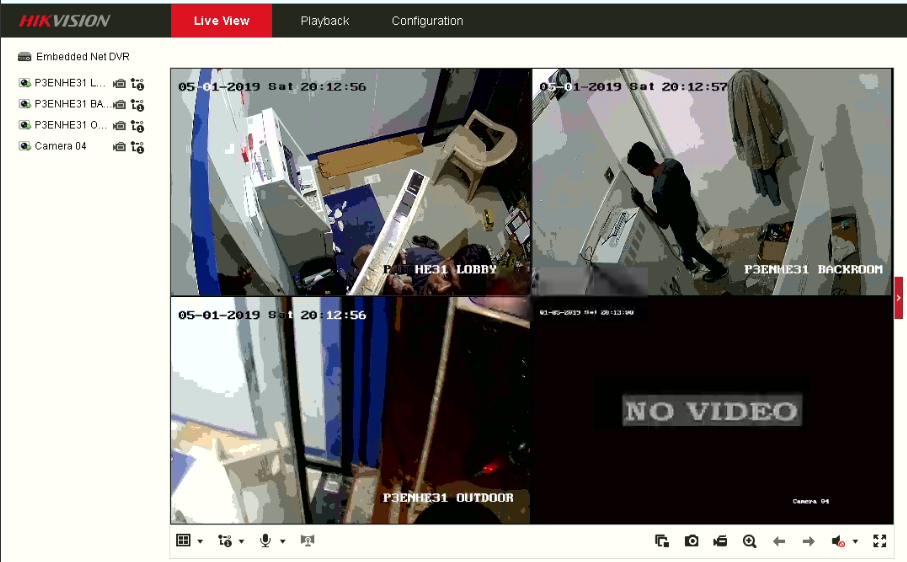 HIKVISION
Live View
Playback
Configuration
Embedded Net DVR
P3ENHE31 L...
P3ENHE31 BA...
P3ENHE31 O...
Camera 04
05-01-2019 Sat 20:12:56
HE31 LOBBY
05-01-2019 Sat 20:12:57
P3ENHE31 BACKROOM
05-01-2019 Sat 20:12:56
P3ENHE31 OUTDOOR
01-05-2019 Sat 20:13:00
NO VIDEO
Camera 04